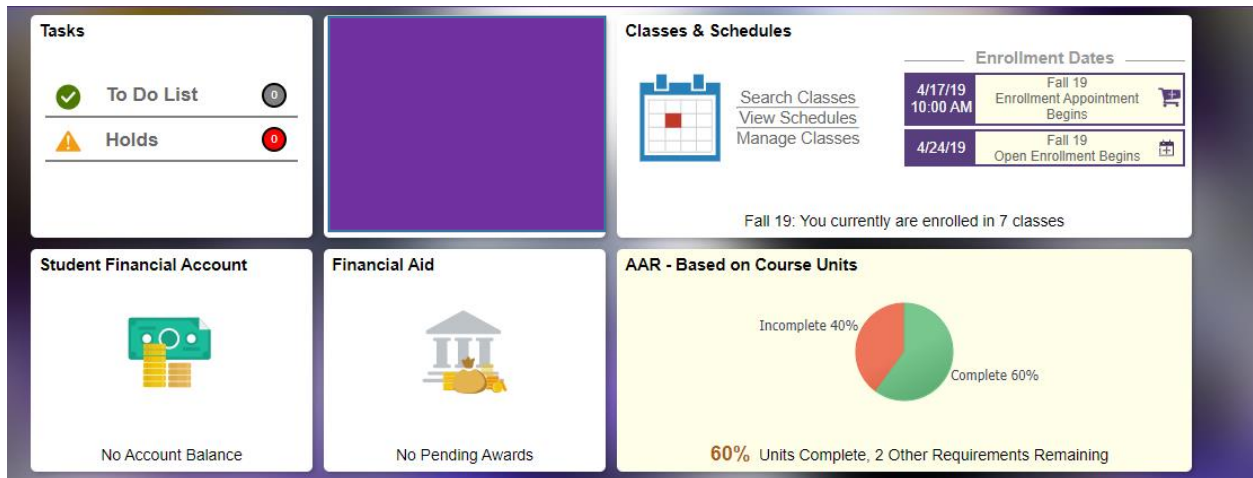 Tasks
To Do List 0
Holds 0
Classes & Schedules
Search Classes
View Schedules
Manage Classes
Enrollment Dates
4/17/19
10:00 AM
Fall 19
Enrollment Appointment
Begins
4/24/19
Fall 19
Open Enrollment Begins
Fall 19: You currently are enrolled in 7 classes
Student Financial Account
No Account Balance
Financial Aid
No Pending Awards
AAR - Based on Course Units
Incomplete 40%
Complete 60%
60% Units Complete, 2 Other Requirements Remaining